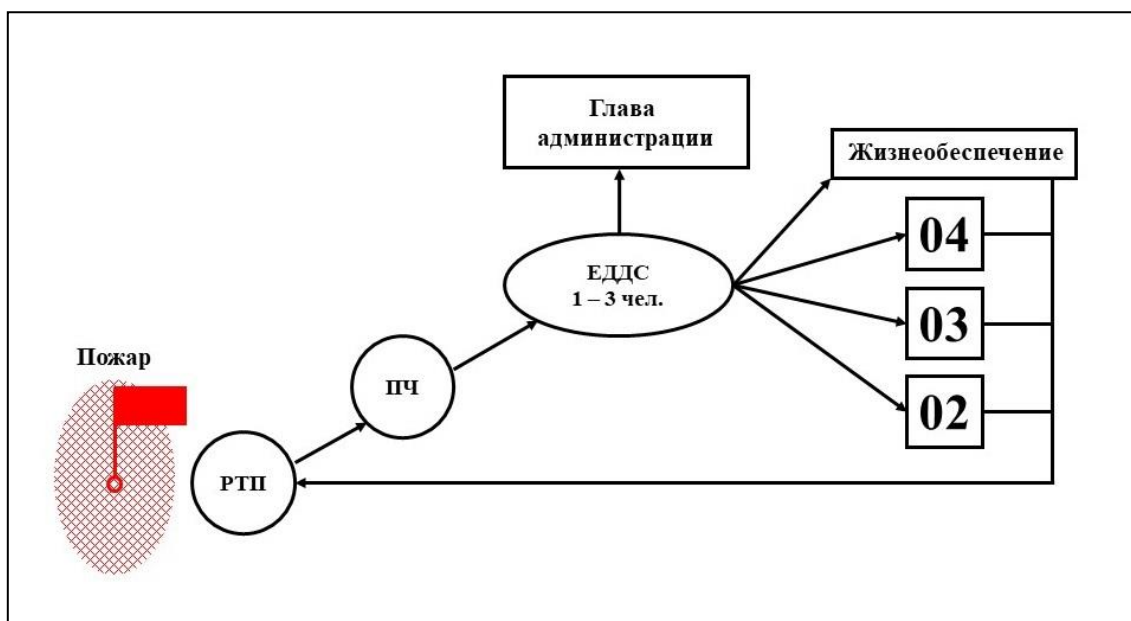 Глава
администрации
Жизнеобеспечение
04
ЕДДС
1 – 3 чел.
03
Пожар
ПЧ
02
РТП